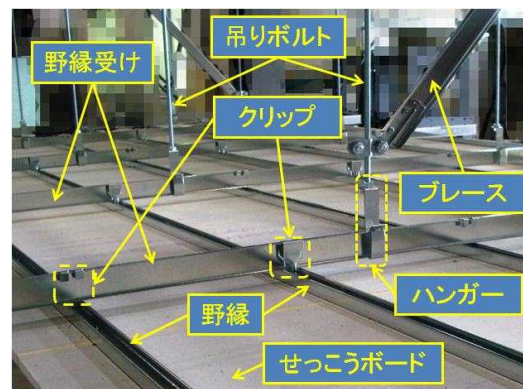 吊りボルト
野縁受け
クリップ
ブレース
ハンガー
野縁
せっこうボード